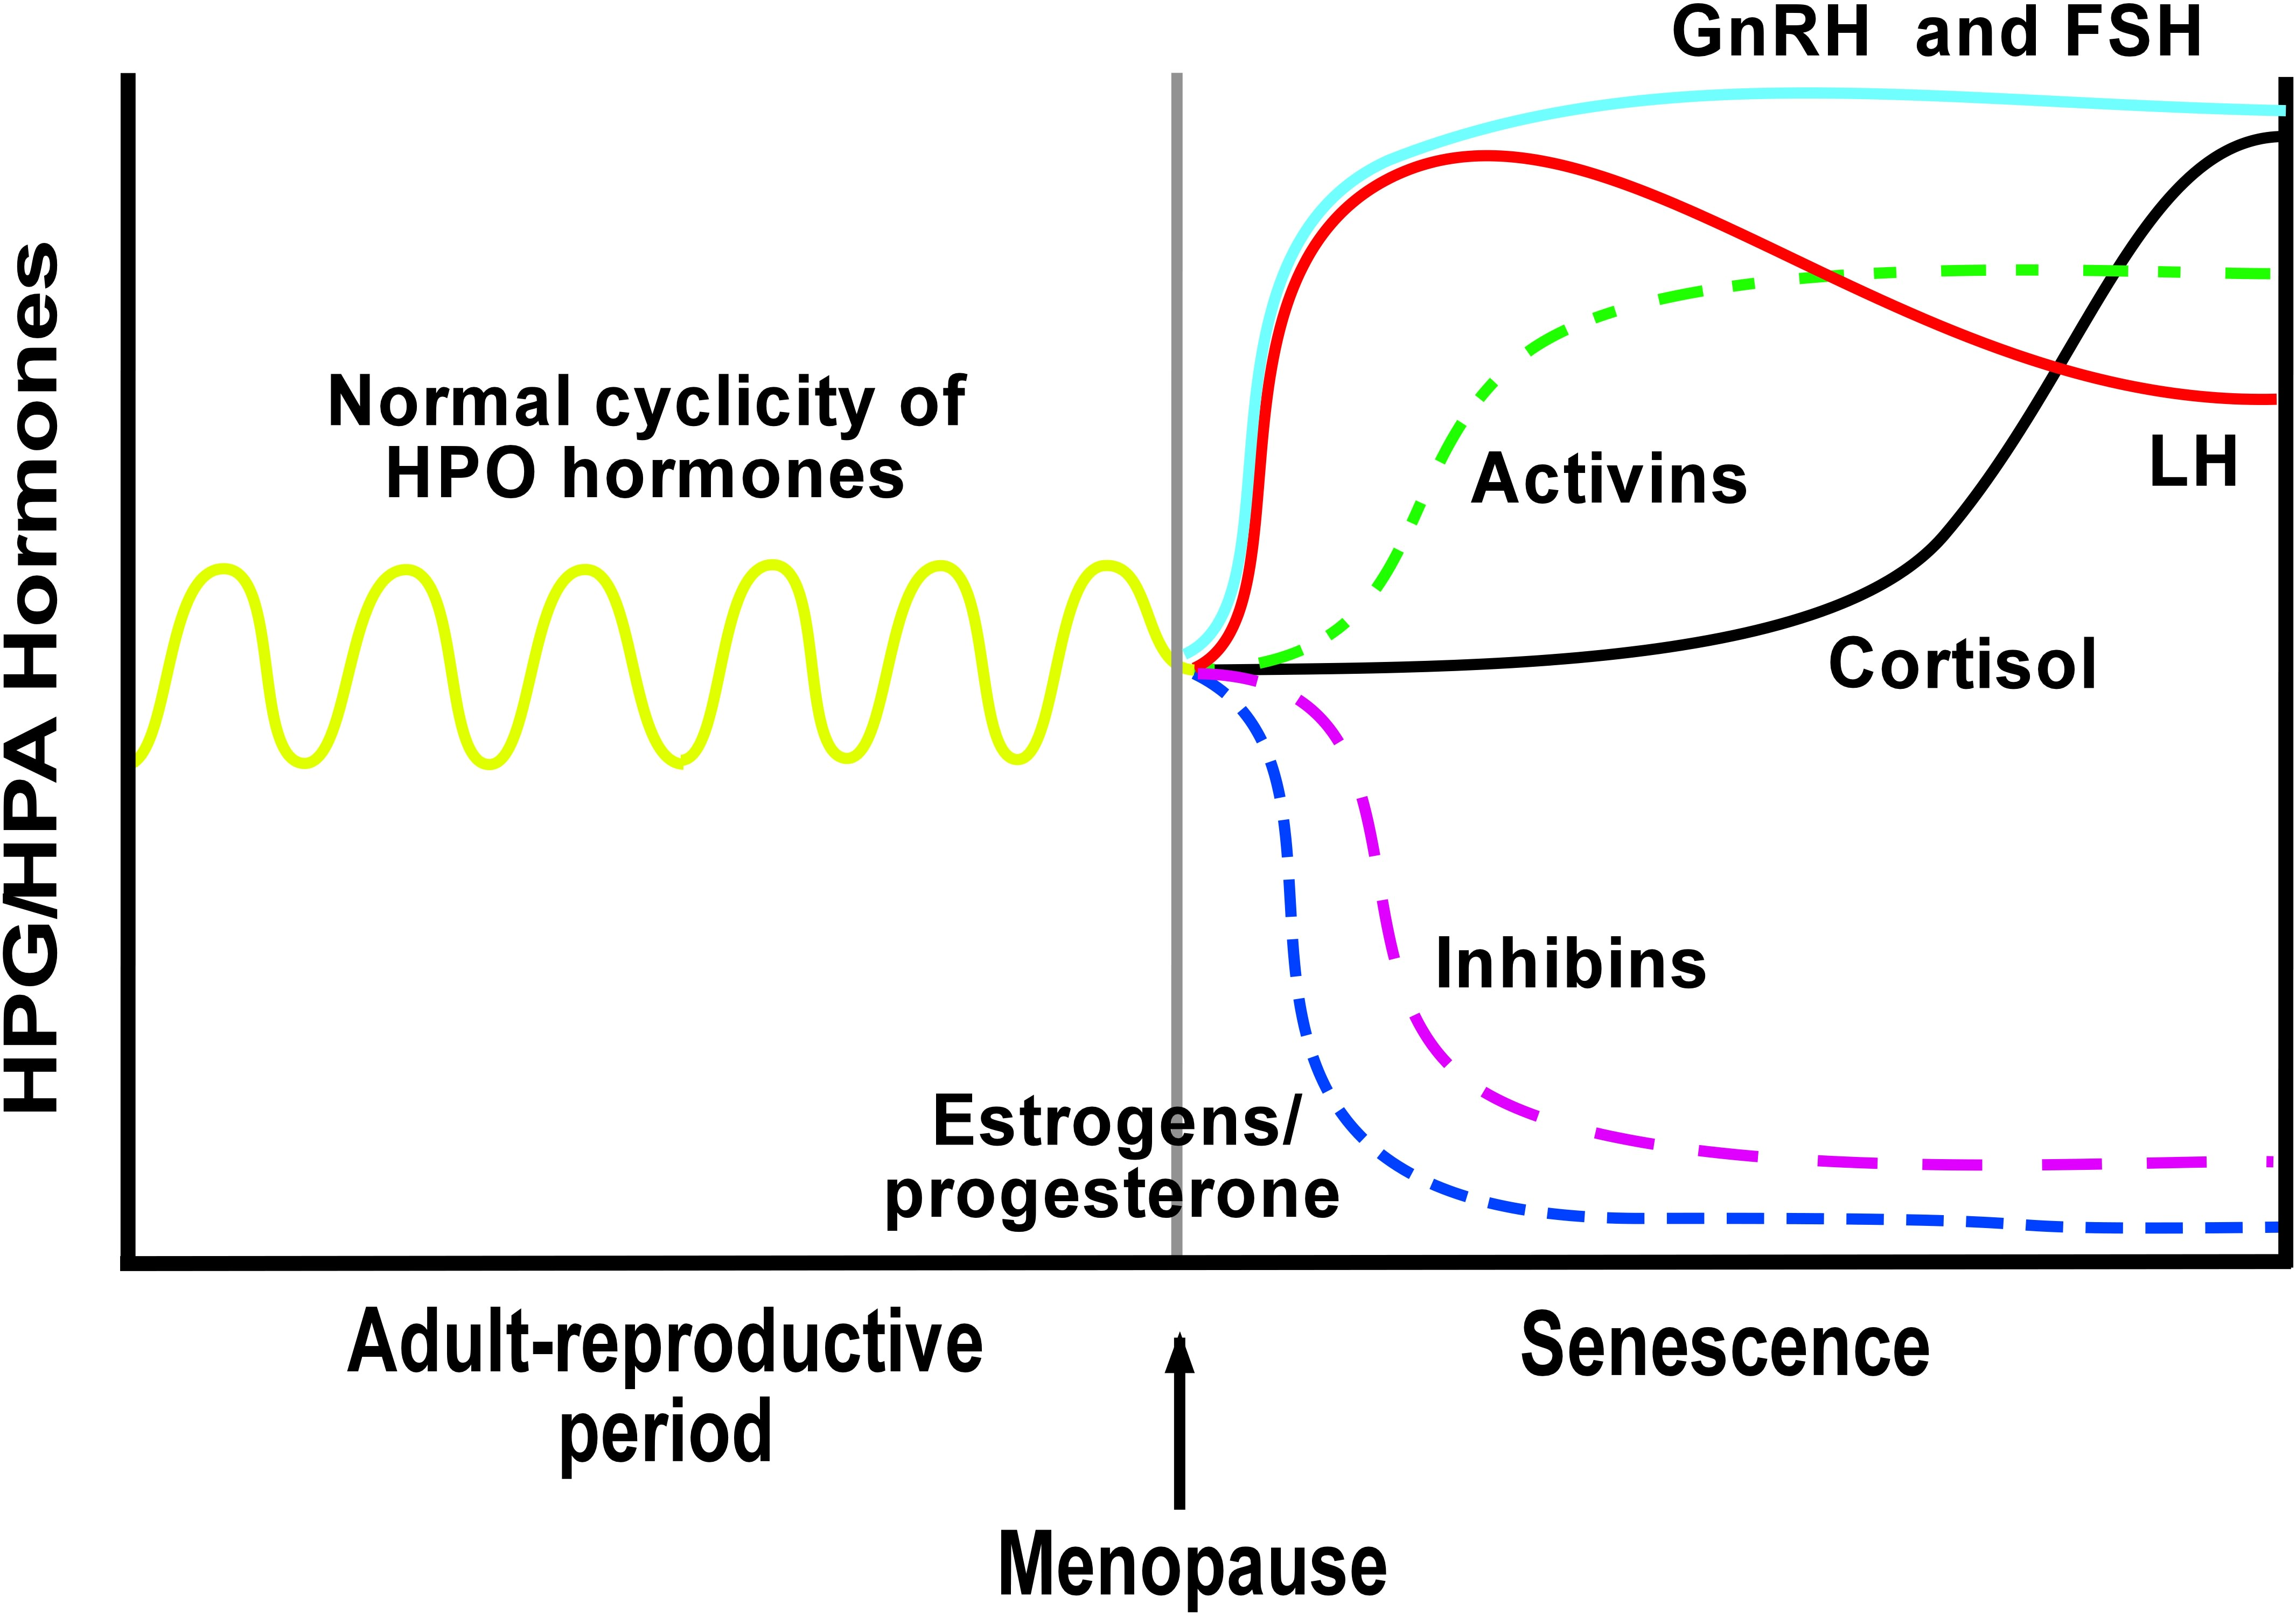 GnRH and FSH
HPG/HPA Hormones
Normal cyclicity of
HPO hormones
Activins
LH
Cortisol
Inhibins
Estrogens/
progesterone
Adult-reproductive
period
Senescence
Menopause